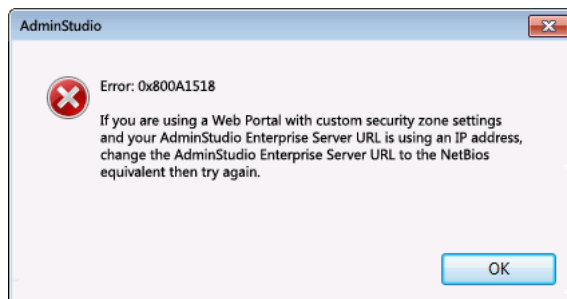 AdminStudio
Error: 0x800A1518
If you are using a Web Portal with custom security zone settings
and your AdminStudio Enterprise Server URL is using an IP address,
change the AdminStudio Enterprise Server URL to the NetBios
equivalent then try again.
OK